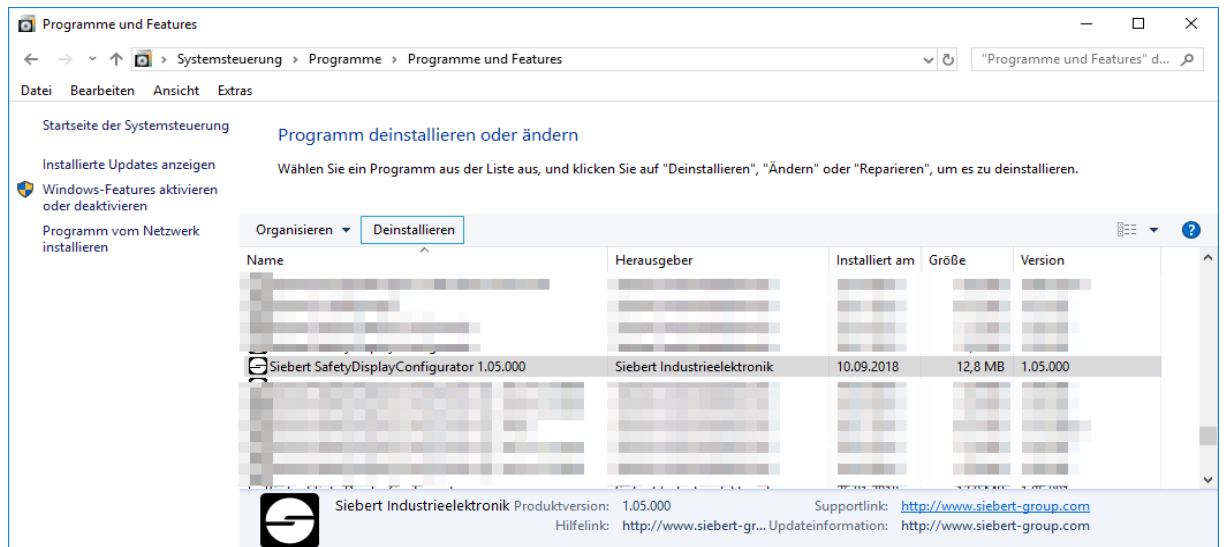 Programme und Features
Systemsteuerung > Programme > Programme und Features
"Programme und Features" d...
Datei Bearbeiten Ansicht Extras
Startseite der Systemsteuerung
Installierte Updates anzeigen
Windows-Features aktivieren
oder deaktivieren
Programm vom Netzwerk
installieren
Programm deinstallieren oder ändern
Wählen Sie ein Programm aus der Liste aus, und klicken Sie auf "Deinstallieren", "Ändern" oder "Reparieren", um es zu deinstallieren.
Organisieren Deinstallieren
Name Herausgeber Installiert am Größe Version
Siebert SafetyDisplayConfigurator 1.05.000 Siebert Industrieelektronik 10.09.2018 12,8 MB 1.05.000
Siebert Industrieelektronik Produktversion: 1.05.000 Supportlink: http://www.siebert-group.com
Hilfelink: http://www.siebert-gr... Updateinformation: http://www.siebert-group.com